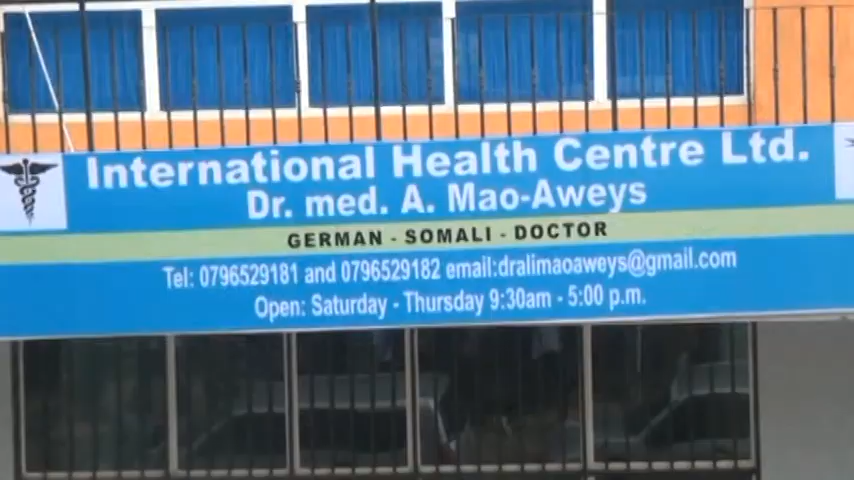 International Health Centre Ltd.
Dr. med. A. Mao-Aweys
GERMAN - SOMALI - DOCTOR
Tel: 0796529181 and 0796529182 email:dralimaoaweys@gmail.com
Open: Saturday - Thursday 9:30am - 5:00 p.m.